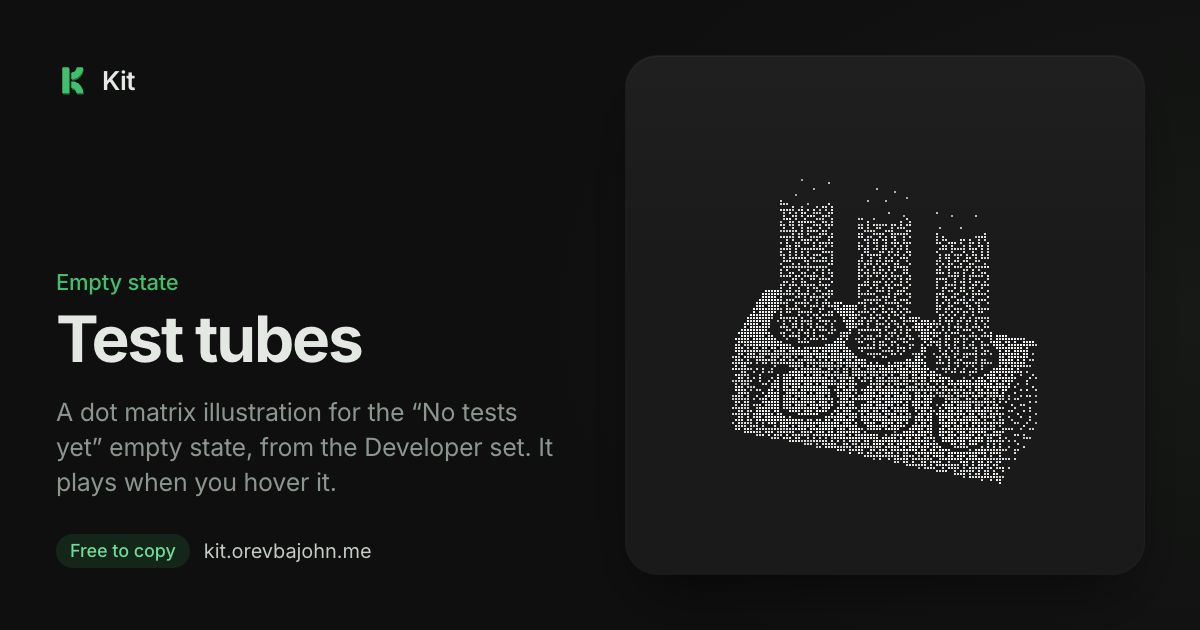 Kit
Empty state
Test tubes
A dot matrix illustration for the “No tests
yet” empty state, from the Developer set. It
plays when you hover it.
Free to copy
kit.orevbajohn.me